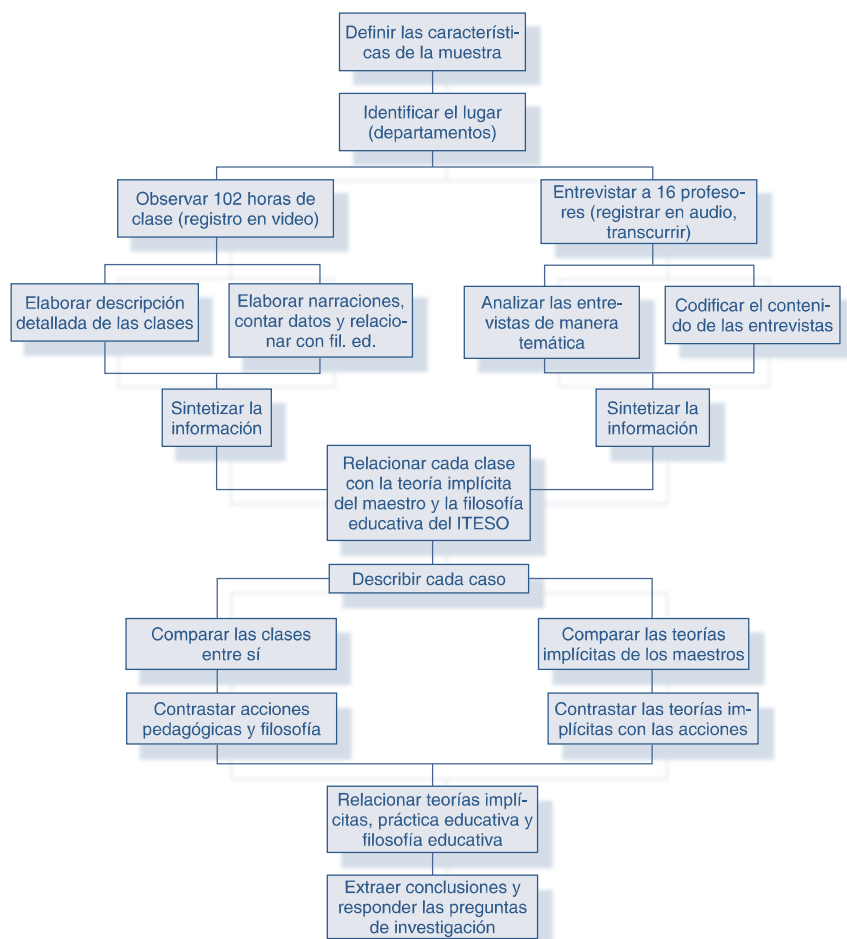 Definir las característi-
cas de la muestra
Identificar el lugar
(departamentos)
Observar 102 horas de
clase (registro en video)
Entrevistar a 16 profeso-
res (registrar en audio,
transcurrir)
Elaborar descripción
detallada de las clases
Elaborar narraciones,
contar datos y relacio-
nar con fil. ed.
Analizar las entre-
vistas de manera
temática
Codificar el conteni-
do de las entrevistas
Sintetizar la
información
Sintetizar la
información
Relacionar cada clase
con la teoría implícita
del maestro y la filosofía
educativa del ITESO
Describir cada caso
Comparar las clases
entre sí
Comparar las teorías
implícitas de los maestros
Contrastar acciones
pedagógicas y filosofía
Contrastar las teorías im-
plícitas con las acciones
Relacionar teorías implí-
citas, práctica educativa y
filosofía educativa
Extraer conclusiones y
responder las preguntas
de investigación